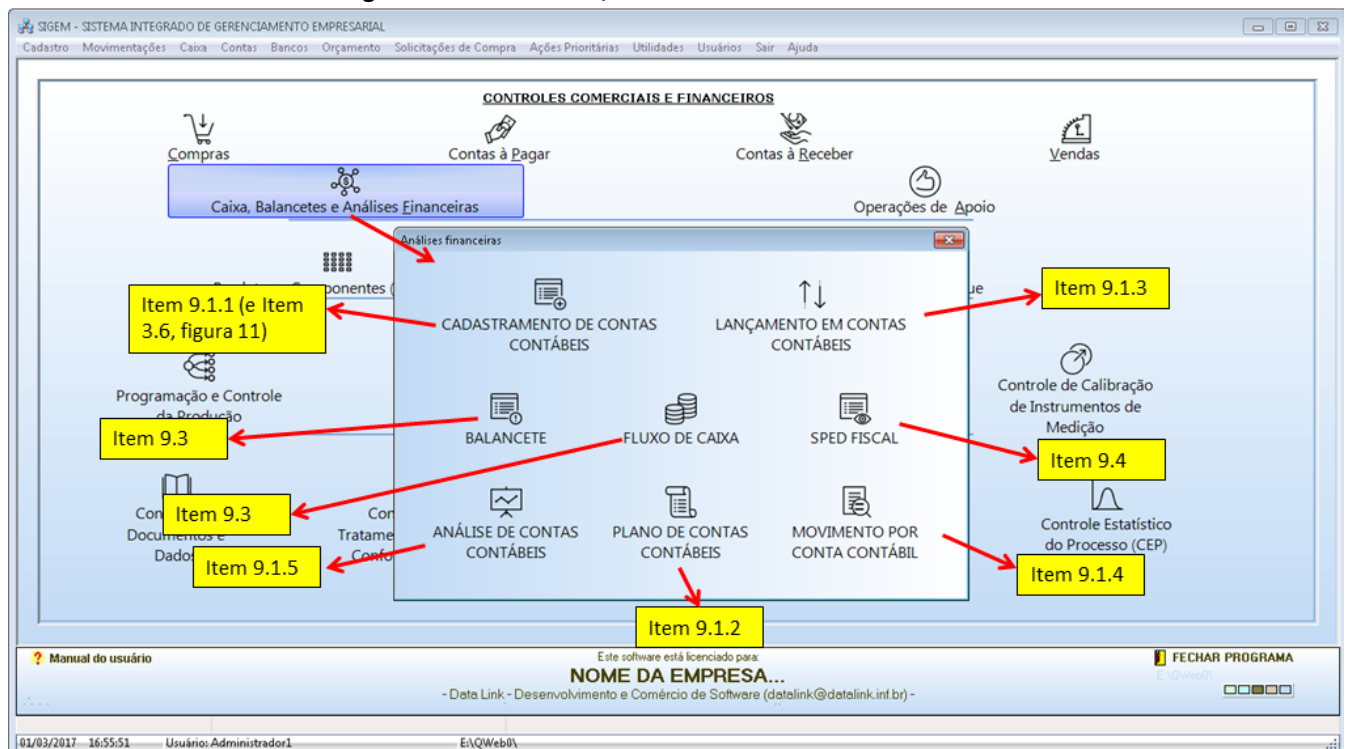 SIGEM - SISTEMA INTEGRADO DE GERENCIAMENTO EMPRESARIAL
Cadastro Movimentações Caixa Contas Bancos Orçamento Solicitações de Compra Ações Prioritárias Utilidades Usuários Sair Ajuda
CONTROLES COMERCIAIS E FINANCEIROS
Compras
Contas à Pagar
Contas à Receber
Vendas
Caixa, Balancetes e Análises Financeiras
Operações de Apoio
Análises financeiras
Item 9.1.1 (e Item
3.6, figura 11)
CADASTRAMENTO DE CONTAS
CONTÁBEIS
LANÇAMENTO EM CONTAS
CONTÁBEIS
Item 9.1.3
Programação e Controle
da Produção
Item 9.3
BALANCETE
FLUXO DE CAIXA
SPED FISCAL
Controle de Calibração
de Instrumentos de
Medição
Item 9.4
Item 9.3
Dados
Item 9.1.5
ANÁLISE DE CONTAS
CONTÁBEIS
PLANO DE CONTAS
CONTÁBEIS
MOVIMENTO POR
CONTA CONTÁBIL
Controle Estatístico
do Processo (CEP)
Item 9.1.4
Item 9.1.2
? Manual do usuário
Este software está licenciado para:
NOME DA EMPRESA...
- Data Link - Desenvolvimento e Comércio de Software (datalink@datalink.inf.br) -
FECHAR PROGRAMA
E:\QWeb0\
01/03/2017 16:55:51 Usuário: Administrador1 E:\QWeb0\